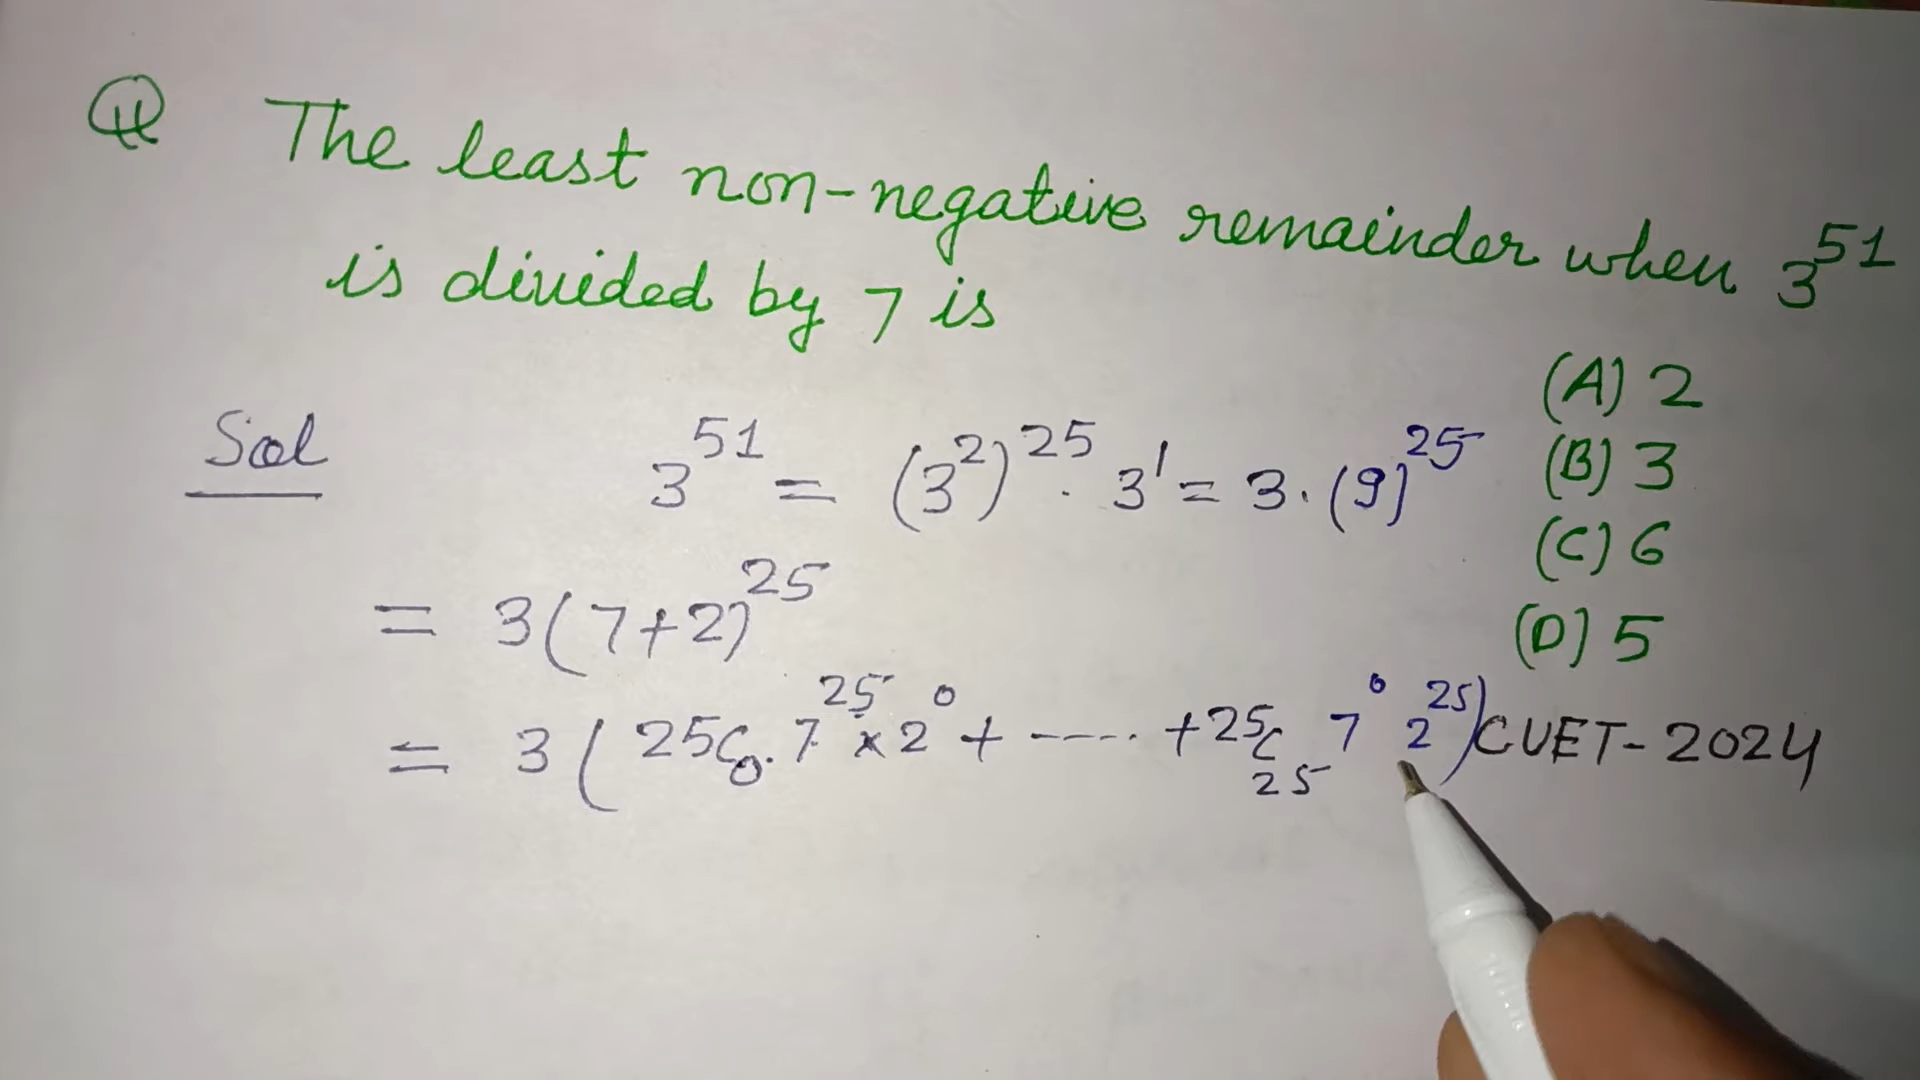 Q The least non-negative remainder when 3^51
is divided by 7 is
(A) 2
(B) 3
(C) 6
(D) 5
Sol 3^51 = (3^2)^25 . 3^1 = 3 . (9)^25
= 3(7+2)^25
= 3(25C_0 . 7^25 × 2^0 + ---- . . + 25C_25 7^0 2^25)
CUET - 2024